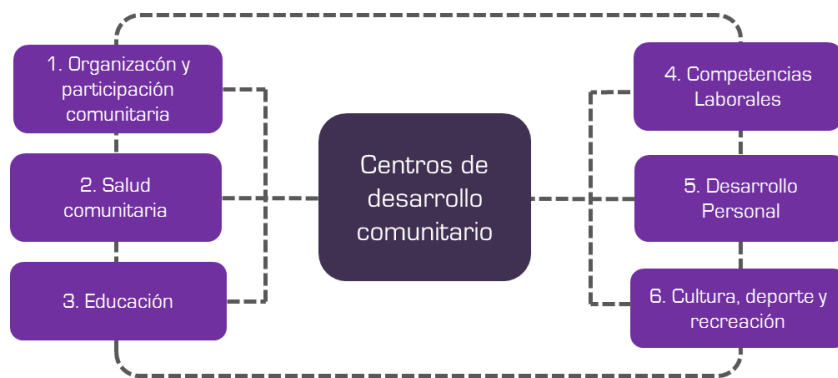 1. Organizacón y
participación
comunitaria
2. Salud
comunitaria
3. Educación
Centros de
desarrollo
comunitario
4. Competencias
Laborales
5. Desarrollo
Personal
6. Cultura, deporte y
recreación